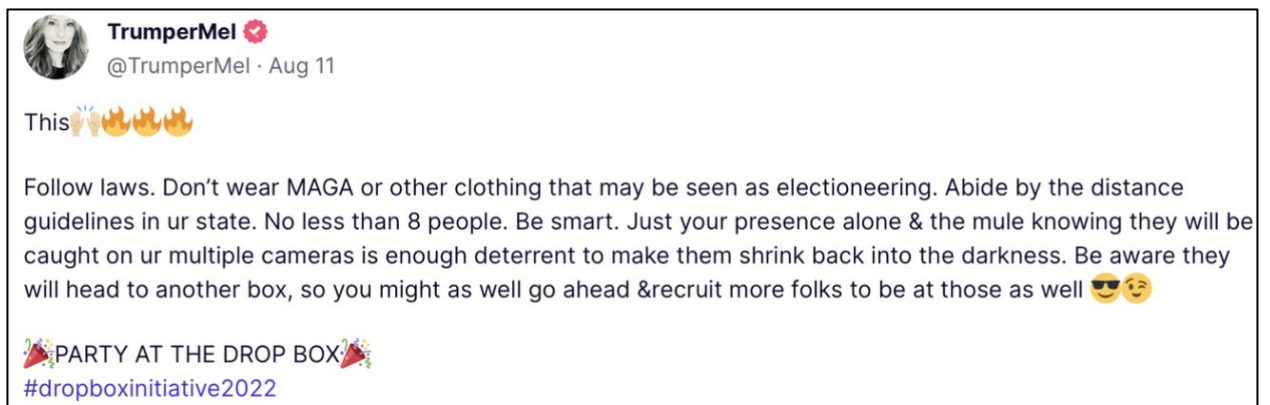 TrumperMel
@TrumperMel · Aug 11
This🙌🏼🔥🔥🔥
Follow laws. Don’t wear MAGA or other clothing that may be seen as electioneering. Abide by the distance
guidelines in ur state. No less than 8 people. Be smart. Just your presence alone & the mule knowing they will be
caught on ur multiple cameras is enough deterrent to make them shrink back into the darkness. Be aware they
will head to another box, so you might as well go ahead &recruit more folks to be at those as well 😎😉
🎉PARTY AT THE DROP BOX🎉
#dropboxinitiative2022